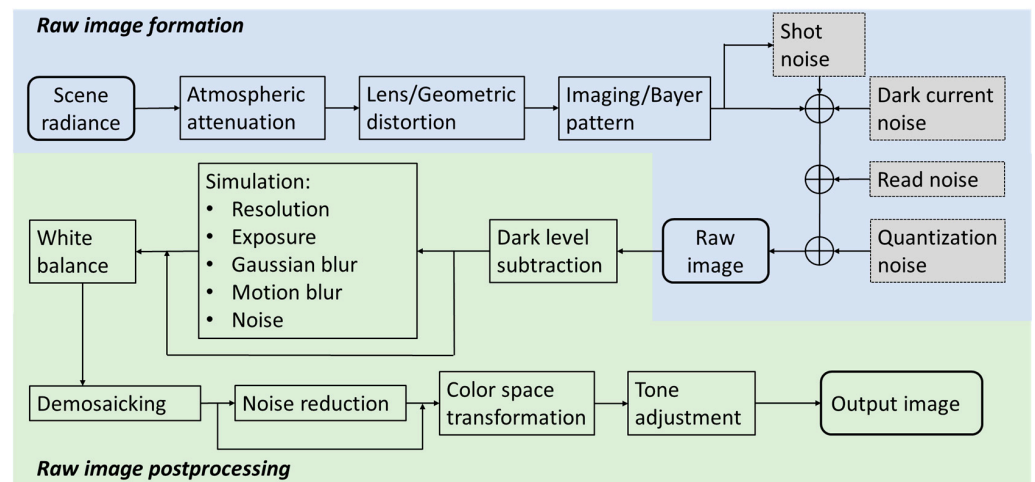 Raw image formation
Shot
noise
Scene
radiance
Atmospheric
attenuation
Lens/Geometric
distortion
Imaging/Bayer
pattern
Dark current
noise
Read noise
Quantization
noise
Raw
image
Dark level
subtraction
Simulation:
• Resolution
• Exposure
• Gaussian blur
• Motion blur
• Noise
White
balance
Demosaicking
Noise reduction
Color space
transformation
Tone
adjustment
Output image
Raw image postprocessing